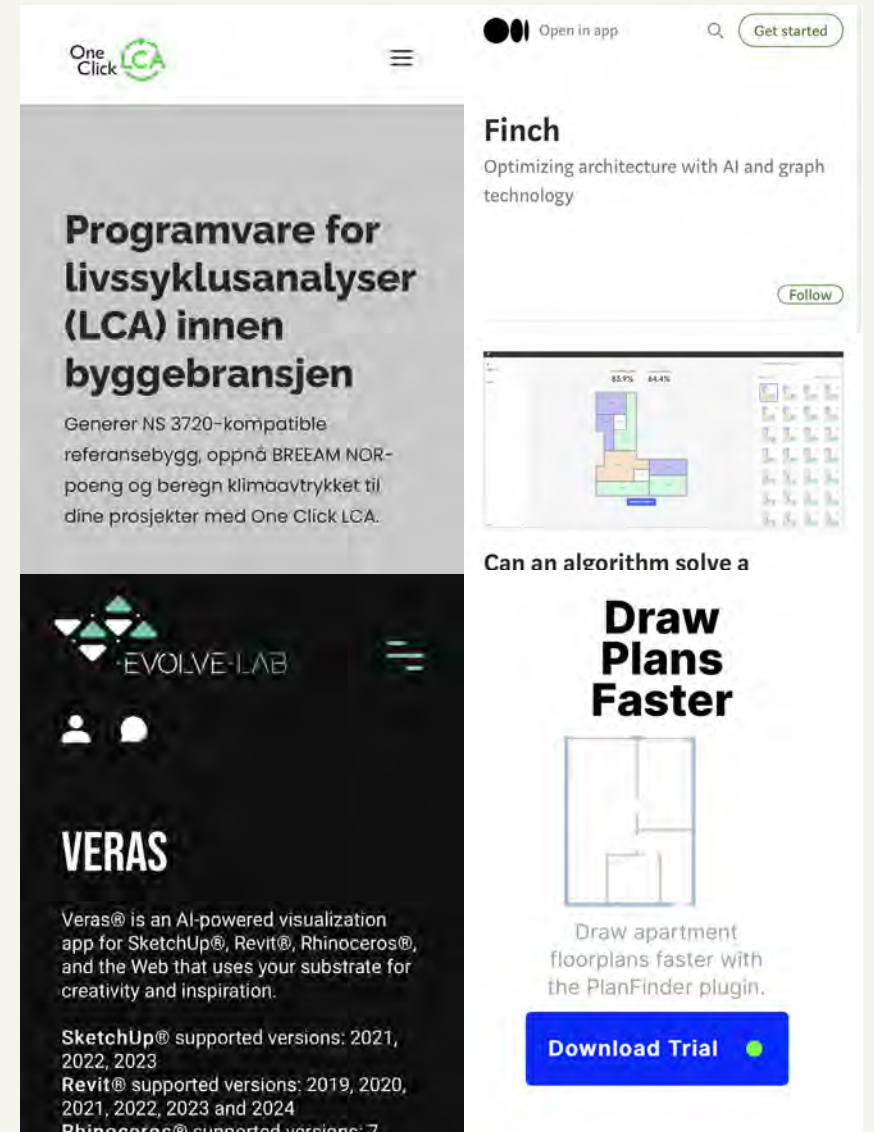 One
Click LCA
Programvare for
livssyklusanalyser
(LCA) innen
byggebransjen
Generer NS 3720-kompatible
referansebygg, oppnå BREEAM NOR-
poeng og beregn klimaavtrykket til
dine prosjekter med One Click LCA.
Open in app
Get started
Finch
Optimizing architecture with AI and graph
technology
Follow
83.9% 64.4%
Can an algorithm solve a
EVOLVE LAB
VERAS
Veras® is an AI-powered visualization
app for SketchUp®, Revit®, Rhinoceros®,
and the Web that uses your substrate for
creativity and inspiration.
SketchUp® supported versions: 2021,
2022, 2023
Revit® supported versions: 2019, 2020,
2021, 2022, 2023 and 2024
Rhinoceros® supported versions: 7
Draw
Plans
Faster
Draw apartment
floorplans faster with
the PlanFinder plugin.
Download Trial